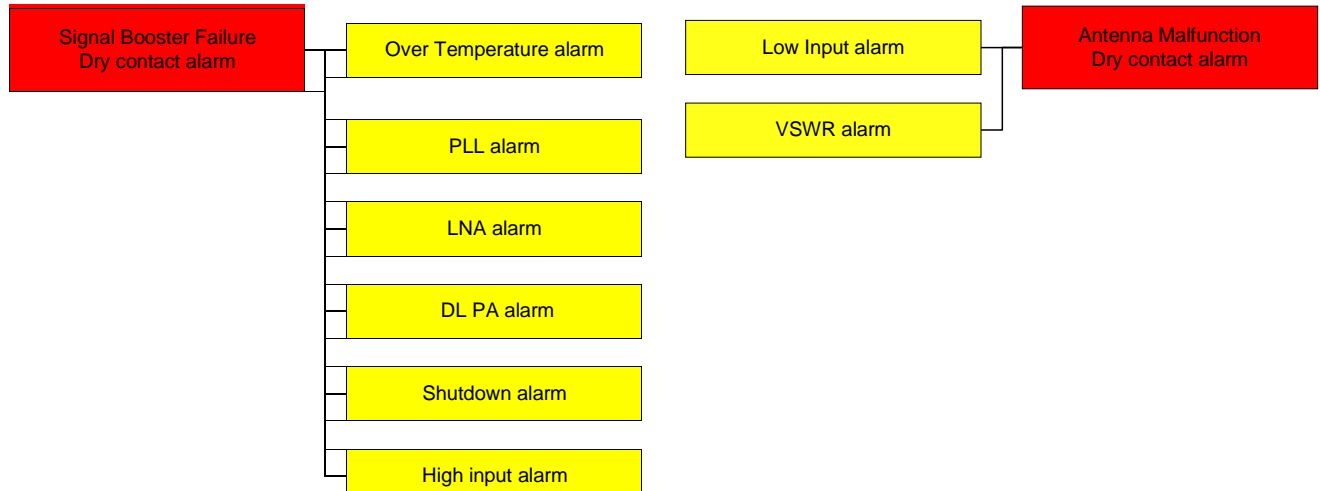 Signal Booster Failure
Dry contact alarm
Over Temperature alarm
PLL alarm
LNA alarm
DL PA alarm
Shutdown alarm
High input alarm
Low Input alarm
VSWR alarm
Antenna Malfunction
Dry contact alarm